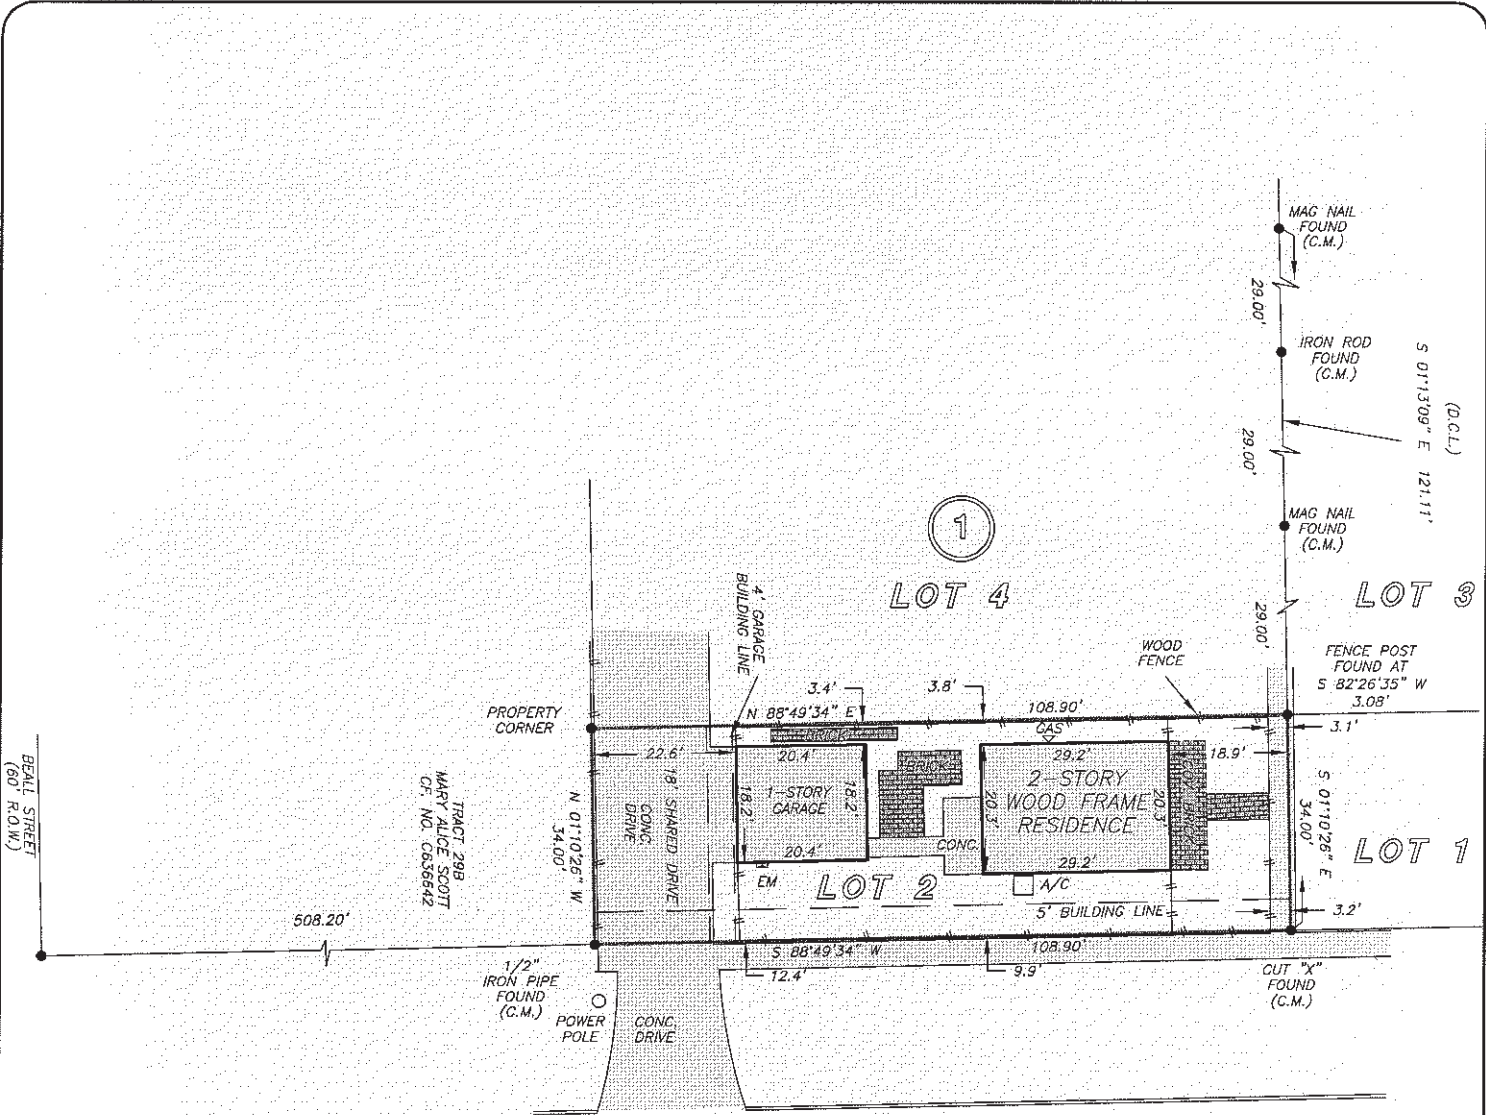 MAG NAIL
FOUND
(C.M.)
29.00'
IRON ROD
FOUND
(C.M.)
S 01°13'09" E 121.11'
(D.C.L.)
29.00'
MAG NAIL
FOUND
(C.M.)
1
LOT 4
LOT 3
29.00'
4' GARAGE
BUILDING LINE
WOOD
FENCE
FENCE POST
FOUND AT
S 82°26'35" W
3.08'
PROPERTY
CORNER
3.4'
3.8'
N 88°49'34" E
108.90'
3.1'
BRICK
GAS
22.6'
20.4'
29.2'
18.9'
1-STORY
GARAGE
18.2'
18.2'
20.4'
BRICK
CONC.
2-STORY
WOOD FRAME
RESIDENCE
20.3'
20.3'
29.2'
COV. BRICK
S 01°10'26" E
34.00'
LOT 1
BEALL STREET
(60' R.O.W.)
TRACT 29B
MARY ALICE SCOTT
CF. NO. C636642
N 01°10'26" W
34.00'
CONC.
DRIVE
18' SHARED DRIVE
EM
LOT 2
A/C
5' BUILDING LINE
3.2'
508.20'
S 88°49'34" W
108.90'
12.4'
9.9'
1/2"
IRON PIPE
FOUND
(C.M.)
CUT "X"
FOUND
(C.M.)
POWER
POLE
CONC.
DRIVE